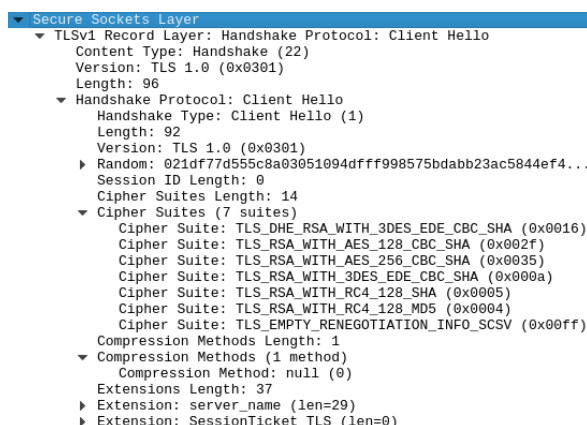 Secure Sockets Layer
TLSv1 Record Layer: Handshake Protocol: Client Hello
Content Type: Handshake (22)
Version: TLS 1.0 (0x0301)
Length: 96
Handshake Protocol: Client Hello
Handshake Type: Client Hello (1)
Length: 92
Version: TLS 1.0 (0x0301)
Random: 021df77d555c8a03051094dfff998575bdabb23ac5844ef4...
Session ID Length: 0
Cipher Suites Length: 14
Cipher Suites (7 suites)
Cipher Suite: TLS_DHE_RSA_WITH_3DES_EDE_CBC_SHA (0x0016)
Cipher Suite: TLS_RSA_WITH_AES_128_CBC_SHA (0x002f)
Cipher Suite: TLS_RSA_WITH_AES_256_CBC_SHA (0x0035)
Cipher Suite: TLS_RSA_WITH_3DES_EDE_CBC_SHA (0x000a)
Cipher Suite: TLS_RSA_WITH_RC4_128_SHA (0x0005)
Cipher Suite: TLS_RSA_WITH_RC4_128_MD5 (0x0004)
Cipher Suite: TLS_EMPTY_RENEGOTIATION_INFO_SCSV (0x00ff)
Compression Methods Length: 1
Compression Methods (1 method)
Compression Method: null (0)
Extensions Length: 37
Extension: server_name (len=29)
Extension: SessionTicket TLS (len=0)